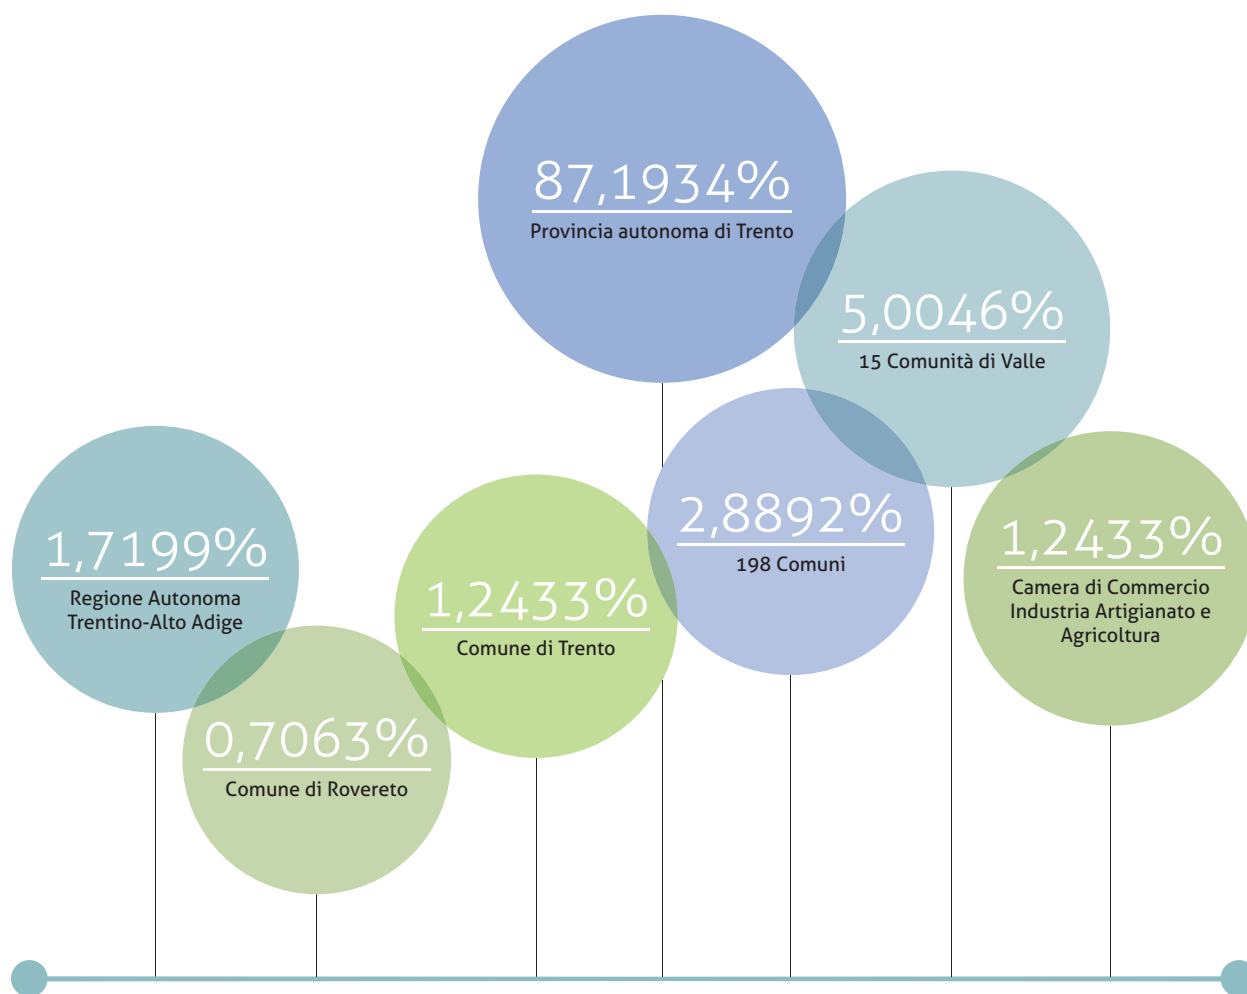 87,1934%
Provincia autonoma di Trento
5,0046%
15 Comunità di Valle
1,7199%
Regione Autonoma
Trentino-Alto Adige
0,7063%
Comune di Rovereto
1,2433%
Comune di Trento
2,8892%
198 Comuni
1,2433%
Camera di Commercio
Industria Artigianato e
Agricoltura